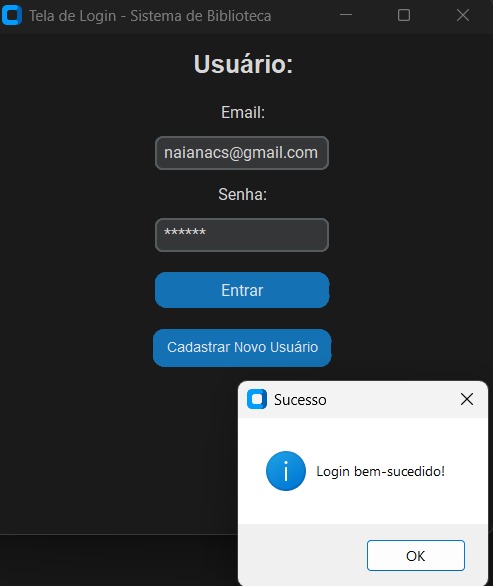 Tela de Login - Sistema de Biblioteca
Usuário:
Email:
naianacs@gmail.com
Senha:
******
Entrar
Cadastrar Novo Usuário
Sucesso
Login bem-sucedido!
OK